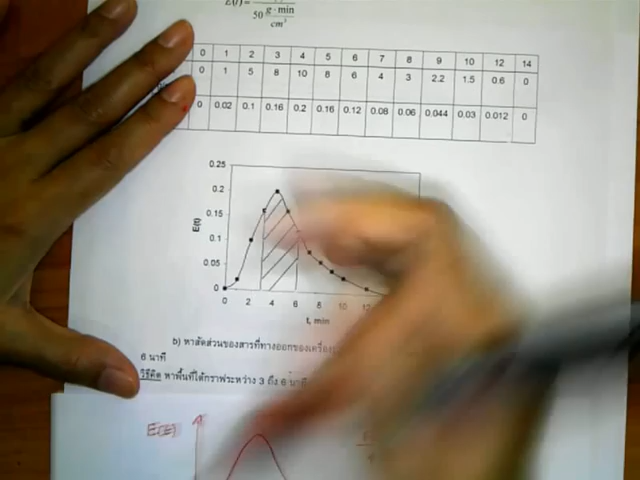 E(t) =
50 g·min
cm³
0 1 2 3 4 5 6 7 8 9 10 12 14
0 1 5 8 10 8 6 4 3 2.2 1.5 0.6 0
0 0.02 0.1 0.16 0.2 0.16 0.12 0.08 0.06 0.044 0.03 0.012 0
0.25
0.2
0.15
0.1
0.05
0
E(t)
0 2 4 6 8 10 12
t, min
b) หาสัดส่วนของสารที่ทางออกของเครื่อง
6 นาที
วิธีคิด หาพื้นที่ใต้กราฟระหว่าง 3 ถึง 6 นาที
E(t)